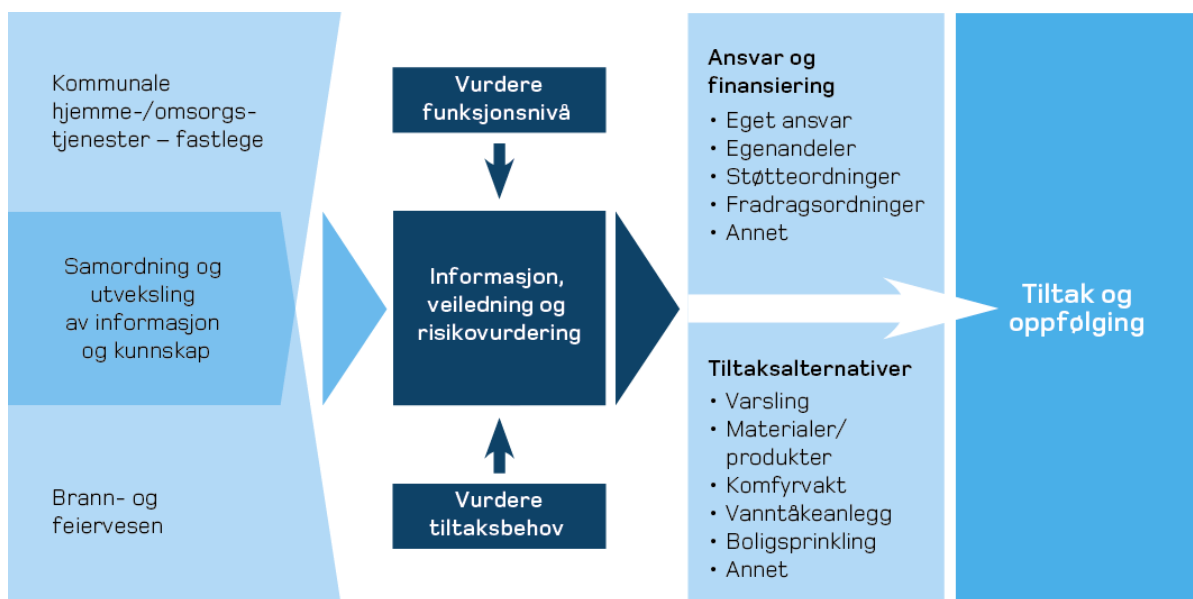 Kommunale
hjemme-/omsorgs-
tjenester – fastlege
Samordning og
utveksling
av informasjon
og kunnskap
Brann- og
feiervesen
Vurdere
funksjonsnivå
Informasjon,
veiledning og
risikovurdering
Vurdere
tiltaksbehov
Ansvar og
finansiering
• Eget ansvar
• Egenandeler
• Støtteordninger
• Fradragsordninger
• Annet
Tiltaksalternativer
• Varsling
• Materialer/
produkter
• Komfyrvakt
• Vanntåkeanlegg
• Boligsprinkling
• Annet
Tiltak og
oppfølging